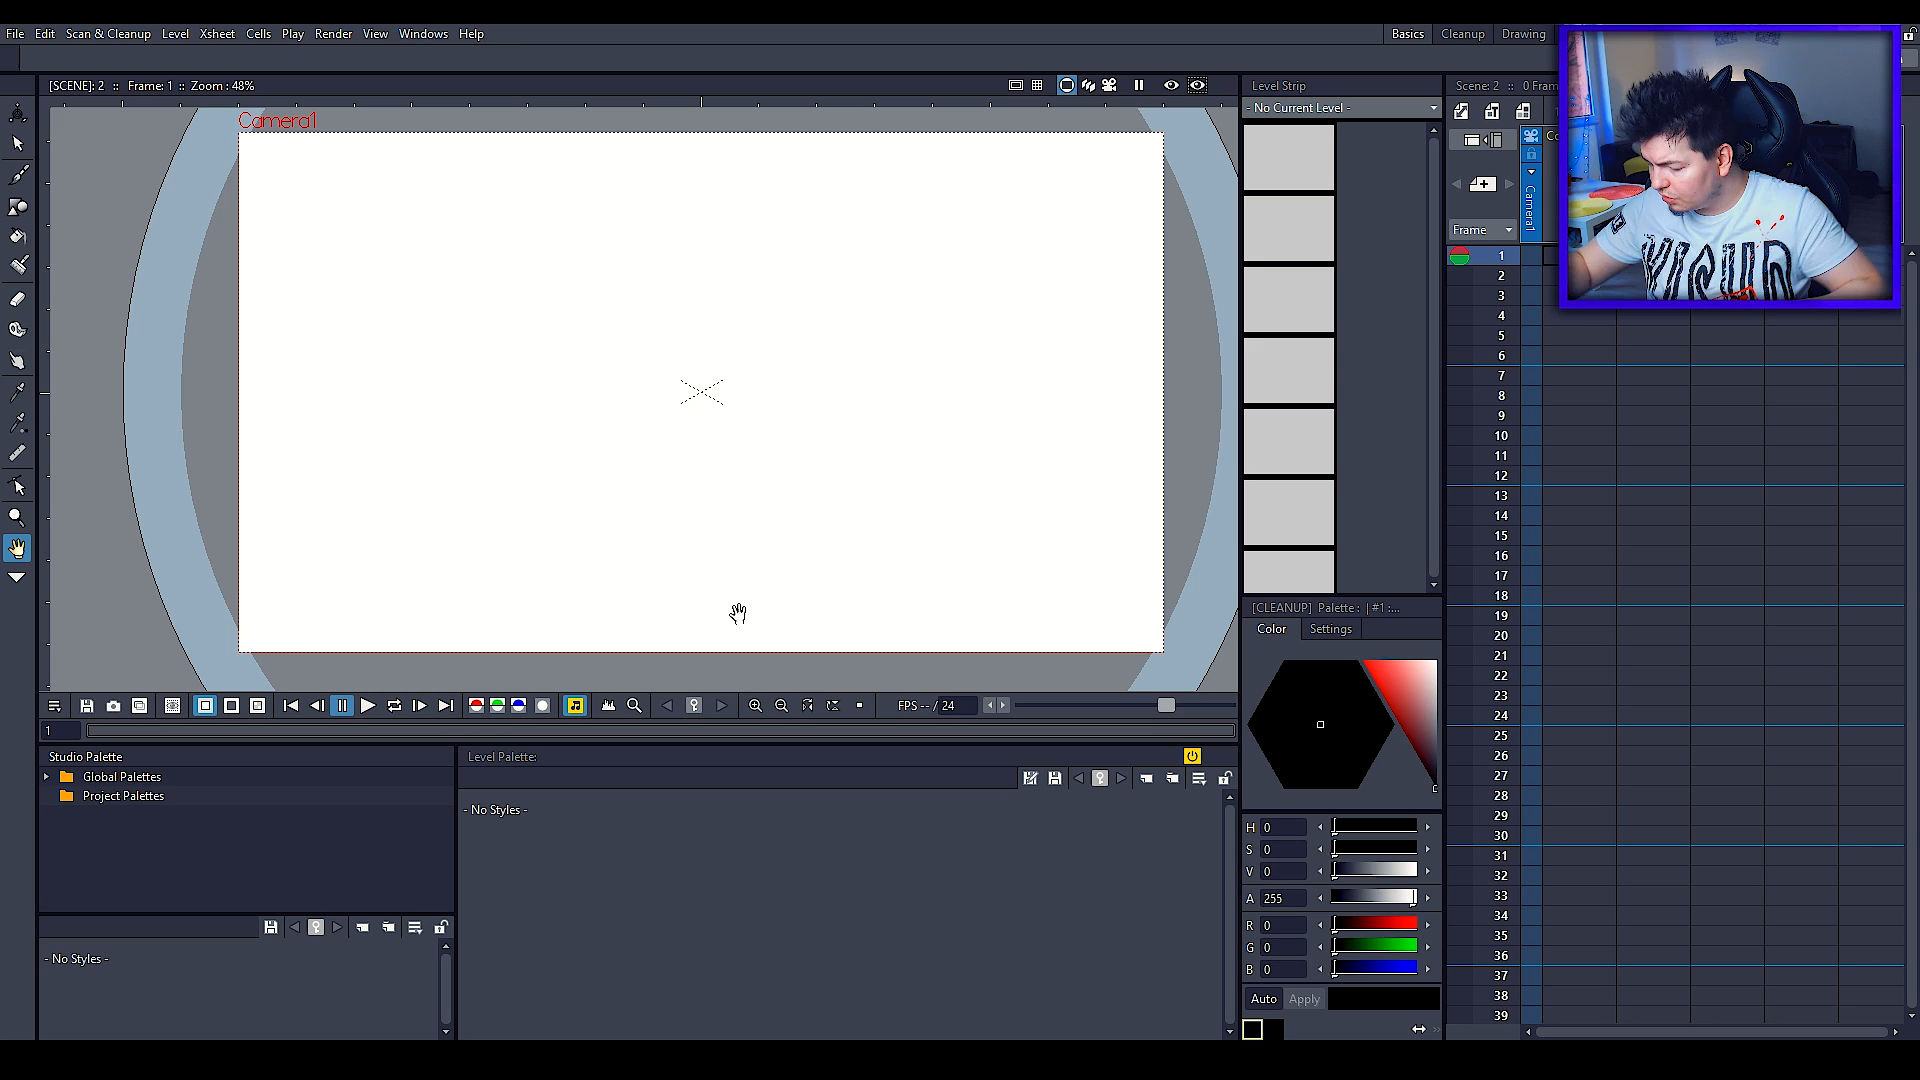 File Edit Scan & Cleanup Level Xsheet Cells Play Render View Windows Help
Basics Cleanup Drawing
[SCENE]: 2 :: Frame: 1 :: Zoom : 48%
Level Strip
Scene: 2 :: 0 Fram
Camera1
- No Current Level -
Co
Camera1
Frame
1
2
3
4
5
6
7
8
9
10
11
12
13
14
15
16
17
18
19
20
21
22
23
24
25
26
27
28
29
30
31
32
33
34
35
36
37
38
39
[CLEANUP] Palette : | #1 :...
Color Settings
FPS -- / 24
1
Studio Palette
Global Palettes
Project Palettes
- No Styles -
Level Palette:
- No Styles -
H 0
S 0
V 0
A 255
R 0
G 0
B 0
Auto Apply